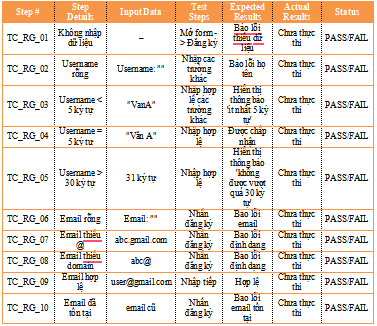 Step #
Step Details
Input Data
Test Steps
Expected Results
Actual Results
Status
TC_RG_01
Không nhập dữ liệu
–
Mở form-> Đăng ký
Báo lỗi thiếu dữ liệu
Chưa thực thi
PASS/FAIL
TC_RG_02
Username rỗng
Username: ""
Nhập các trường khác
Báo lỗi họ tên
Chưa thực thi
PASS/FAIL
TC_RG_03
Username < 5 ký tự
"VanA"
Nhập hợp lệ các trường khác
Hiển thị thông báo "ít nhất 5 ký tự"
Chưa thực thi
PASS/FAIL
TC_RG_04
Username = 5 ký tự
"Văn A"
Nhập hợp lệ
Được chấp nhận
Chưa thực thi
PASS/FAIL
TC_RG_05
Username > 30 ký tự
31 ký tự
Nhập hợp lệ
Hiển thị thông báo "không được vượt quá 30 ký tự"
Chưa thực thi
PASS/FAIL
TC_RG_06
Email rỗng
Email: ""
Nhấn đăng ký
Báo lỗi email
Chưa thực thi
PASS/FAIL
TC_RG_07
Email thiếu @
abc.gmail.com
Nhấn đăng ký
Báo lỗi định dạng
Chưa thực thi
PASS/FAIL
TC_RG_08
Email thiếu domain
abc@
Nhấn đăng ký
Báo lỗi định dạng
Chưa thực thi
PASS/FAIL
TC_RG_09
Email hợp lệ
user@gmail.com
Nhập tiếp
Hợp lệ
Chưa thực thi
PASS/FAIL
TC_RG_10
Email đã tồn tại
email cũ
Nhấn đăng ký
Báo lỗi email tồn tại
Chưa thực thi
PASS/FAIL